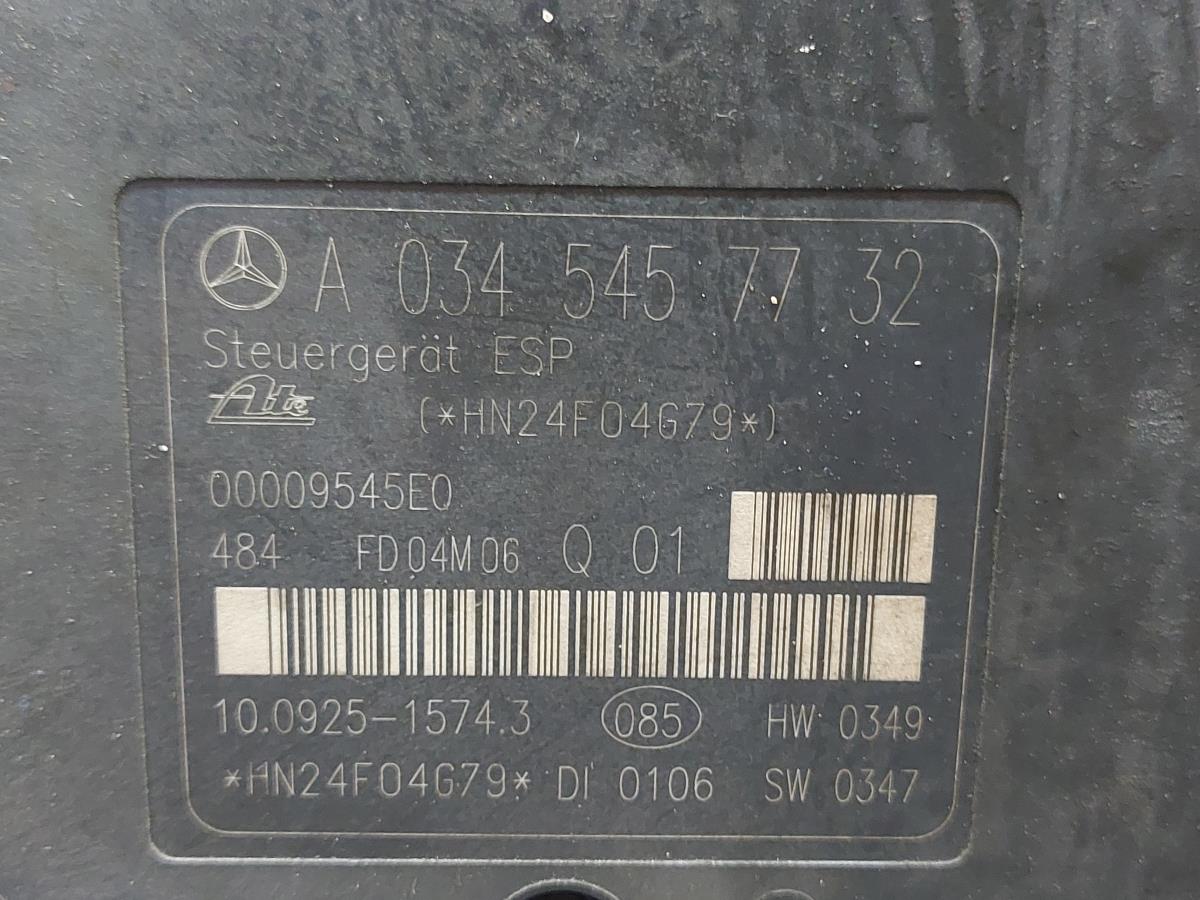 A 034 545 77 32
Steuergerät ESP
Ate (*HN24F04G79*)
00009545E0
484 FD04M06 Q 01
10.0925-1574.3 085 HW 0349
*HN24F04G79* DI 0106 SW 0347